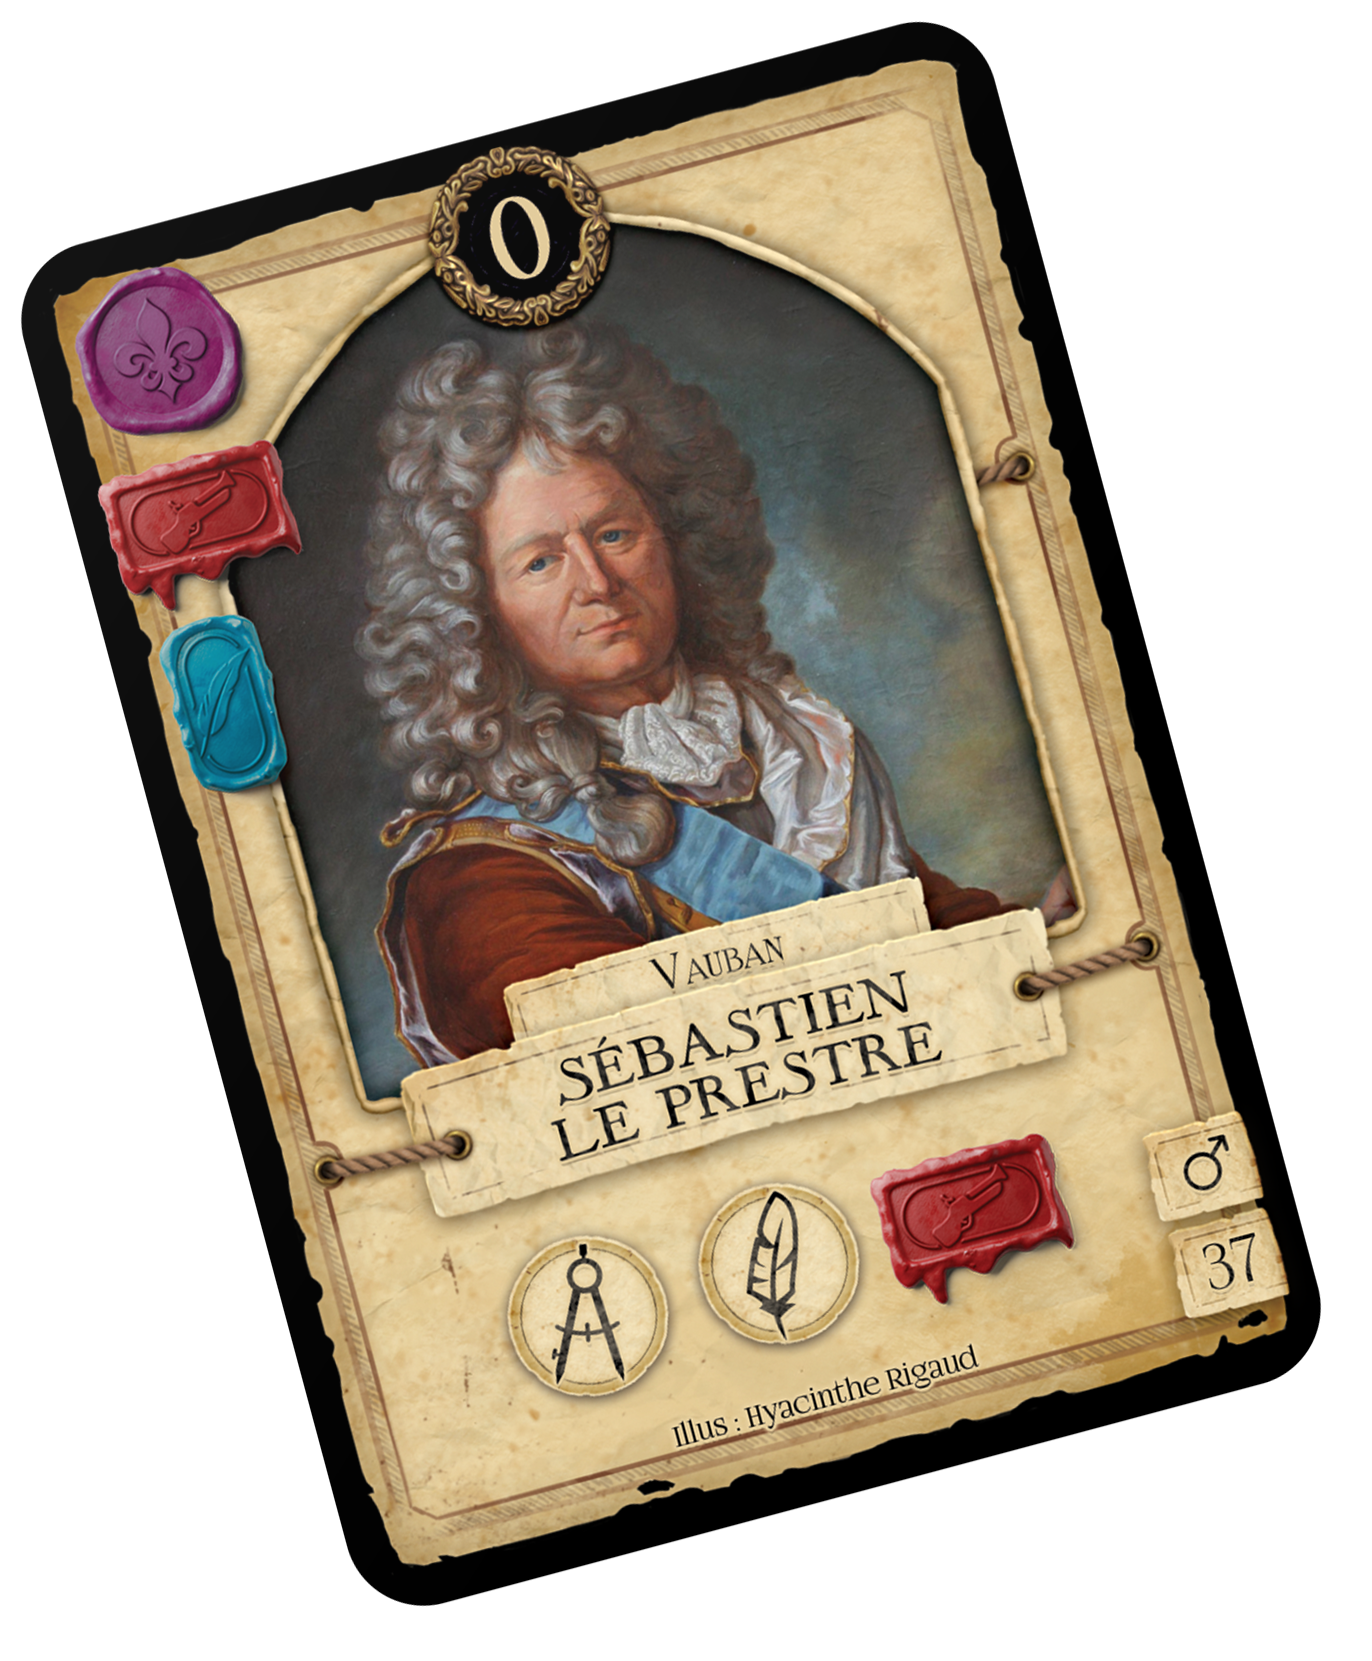 0
Vauban
SÉBASTIEN
LE PRESTRE
♂
37
Illus : Hyacinthe Rigaud